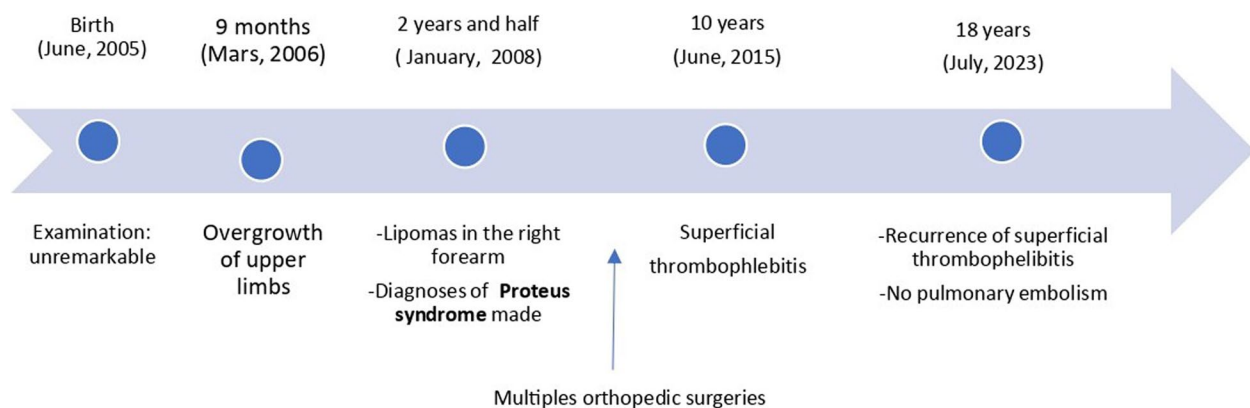 Birth
(June, 2005)
9 months
(Mars, 2006)
2 years and half
( January, 2008)
10 years
(June, 2015)
18 years
(July, 2023)
Examination:
unremarkable
Overgrowth
of upper
limbs
-Lipomas in the right
forearm
-Diagnoses of Proteus
syndrome made
Superficial
thrombophlebitis
-Recurrence of superficial
thrombophelibitis
-No pulmonary embolism
Multiples orthopedic surgeries